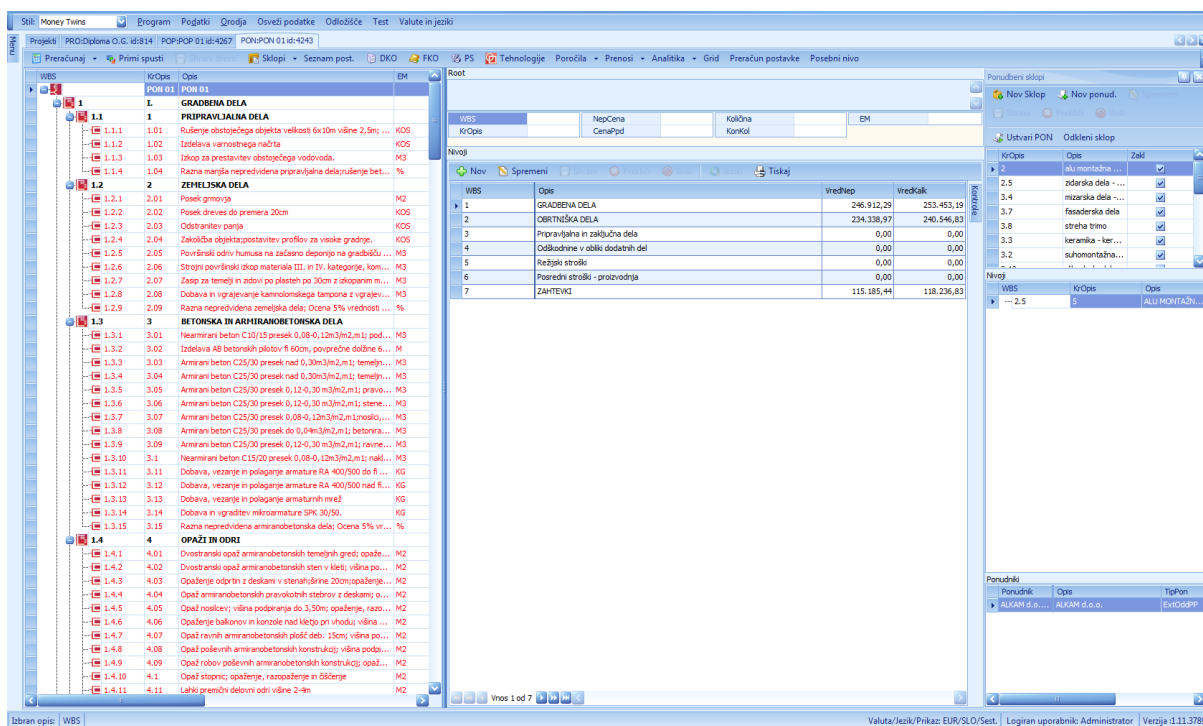 Stil: Money Twins Program Podatki Orodja Osveži podatke Odložišče Test Valute in jeziki
Menu
Projekti PRO:Diploma O.G. id:814 POP:POP 01 id:4267 PON:PON 01 id:4243
Preračunaj Primi spusti Sklopi Seznam post. DKO FKO PS Tehnologije Poročila Prenosi Analitika Grid Preračun postavke Posebni nivo
WBS KrOpis Opis EM
PON 01 PON 01
1 I. GRADBENA DELA
1.1 1 PRIPRAVLJALNA DELA
1.1.1 1.01 Rušenje obstoječega objekta velikosti 6x10m višine 2,5m; ... KOS
1.1.2 1.02 Izdelava varnostnega načrta KOS
1.1.3 1.03 Izkop za prestavitev obstoječega vodovoda. M3
1.1.4 1.04 Razna manjša nepredvidena pripravljalna dela;rušenje bet... %
1.2 2 ZEMELJSKA DELA
1.2.1 2.01 Posek grmovja M2
1.2.2 2.02 Posek dreves do premera 20cm KOS
1.2.3 2.03 Odstranitev panja KOS
1.2.4 2.04 Zakoličba objekta;postavitev profilov za visoke gradnje. KOS
1.2.5 2.05 Površinski odriv humusa na začasno deponijo na gradbišču ... M3
1.2.6 2.06 Strojni površinski izkop materiala III. in IV. kategorije, kom... M3
1.2.7 2.07 Zasip za temelji in zidovi po plasteh po 30cm z izkopanim m... M3
1.2.8 2.08 Dobava in vgrajevanje kamnolomskega tampona z vgrajev... M3
1.2.9 2.09 Razna nepredvidena zemeljska dela; Ocena 5% vrednosti ... %
1.3 3 BETONSKA IN ARMIRANOBETONSKA DELA
1.3.1 3.01 Nearmirani beton C10/15 presek 0,08-0,12m3/m2,m1; pod... M3
1.3.2 3.02 Izdelava AB betonskih pilotov fi 60cm, povprečne dolžine 6... M
1.3.3 3.03 Armirani beton C25/30 presek nad 0,30m3/m2,m1; temeljn... M3
1.3.4 3.04 Armirani beton C25/30 presek nad 0,30m3/m2,m1; temeljn... M3
1.3.5 3.05 Armirani beton C25/30 presek 0,12-0,30 m3/m2,m1; pravo... M3
1.3.6 3.06 Armirani beton C25/30 presek 0,12-0,30 m3/m2,m1; stene... M3
1.3.7 3.07 Armirani beton C25/30 presek 0,08-0,12m3/m2,m1;nosilci,... M3
1.3.8 3.08 Armirani beton C25/30 presek do 0,04m3/m2,m1; betonira... M3
1.3.9 3.09 Armirani beton C25/30 presek 0,12-0,30 m3/m2,m1; ravne... M3
1.3.10 3.1 Nearmirani beton C15/20 presek 0,08-0,12m3/m2,m1; nakl... M3
1.3.11 3.11 Dobava, vezanje in polaganje armature RA 400/500 do fi ... KG
1.3.12 3.12 Dobava, vezanje in polaganje armature RA 400/500 nad fi... KG
1.3.13 3.13 Dobava, vezanje in polaganje armaturnih mrež KG
1.3.14 3.14 Dobava in vgraditev mikroarmature SPK 30/50. KG
1.3.15 3.15 Razna nepredvidena armiranobetonska dela; Ocena 5% vr... %
1.4 4 OPAŽI IN ODRI
1.4.1 4.01 Dvostranski opaž armiranobetonskih temeljnih gred; opaže... M2
1.4.2 4.02 Dvostranski opaž armiranobetonskih sten v kleti; višina po... M2
1.4.3 4.03 Opaženje odprtin z deskami v stenah;širine 20cm;opaženje... M2
1.4.4 4.04 Opaž armiranobetonskih pravokotnih stebrov z deskami; o... M2
1.4.5 4.05 Opaž nosilcev; višina podpiranja do 3,50m; opaženje, razo... M2
1.4.6 4.06 Opaženje balkonov in konzole nad kletjo pri vhodu; višina ... M2
1.4.7 4.07 Opaž ravnih armiranobetonskih plošč deb. 15cm; višina po... M2
1.4.8 4.08 Opaž poševnih armiranobetonskih konstrukcij; višina podpi... M2
1.4.9 4.09 Opaž robov poševnih armiranobetonskih konstrukcij; opaž... M2
1.4.10 4.1 Opaž stopnic; opaženje, razopaženje in čiščenje M2
1.4.11 4.11 Lahki premični delovni odri višine 2-4m M2
Root
WBS NepCena Količna EM
KrOpis CenaPpd KonKol
Nivoji
Nov Spremeni Tiskaj
WBS Opis VredNep VredKalk
1 GRADBENA DELA 246.912,29 253.453,19
2 OBRTNIŠKA DELA 234.338,97 240.546,83
3 Pripravljalna in zaključna dela 0,00 0,00
4 Odškodnine v obliki dodatnih del 0,00 0,00
5 Režijski stroški 0,00 0,00
6 Posredni stroški - proizvodnja 0,00 0,00
7 ZAHTEVKI 115.185,44 118.236,83
Kontrole
Vnos 1 od 7
Ponudbeni sklopi
Nov Sklop Nov ponud.
Ustvari PON Odkleni sklop
KrOpis Opis Zakl
2 alu montažna ...
2.5 zidarska dela - ...
3.4 mizarska dela -...
3.7 fasaderska dela
3.8 streha trimo
3.3 keramika - ker...
3.2 suhomontažna...
Nivoji
WBS KrOpis Opis
2.5 5 ALU MONTAŽN...
Ponudniki
Ponudnik Opis TipPon
ALKAM d.o.... ALKAM d.o.o. ExtOddPP
Izbran opis: WBS Valuta/Jezik/Prikaz: EUR/SLO/Sest. Logiran uporabnik: Administrator Verzija :1.11.378